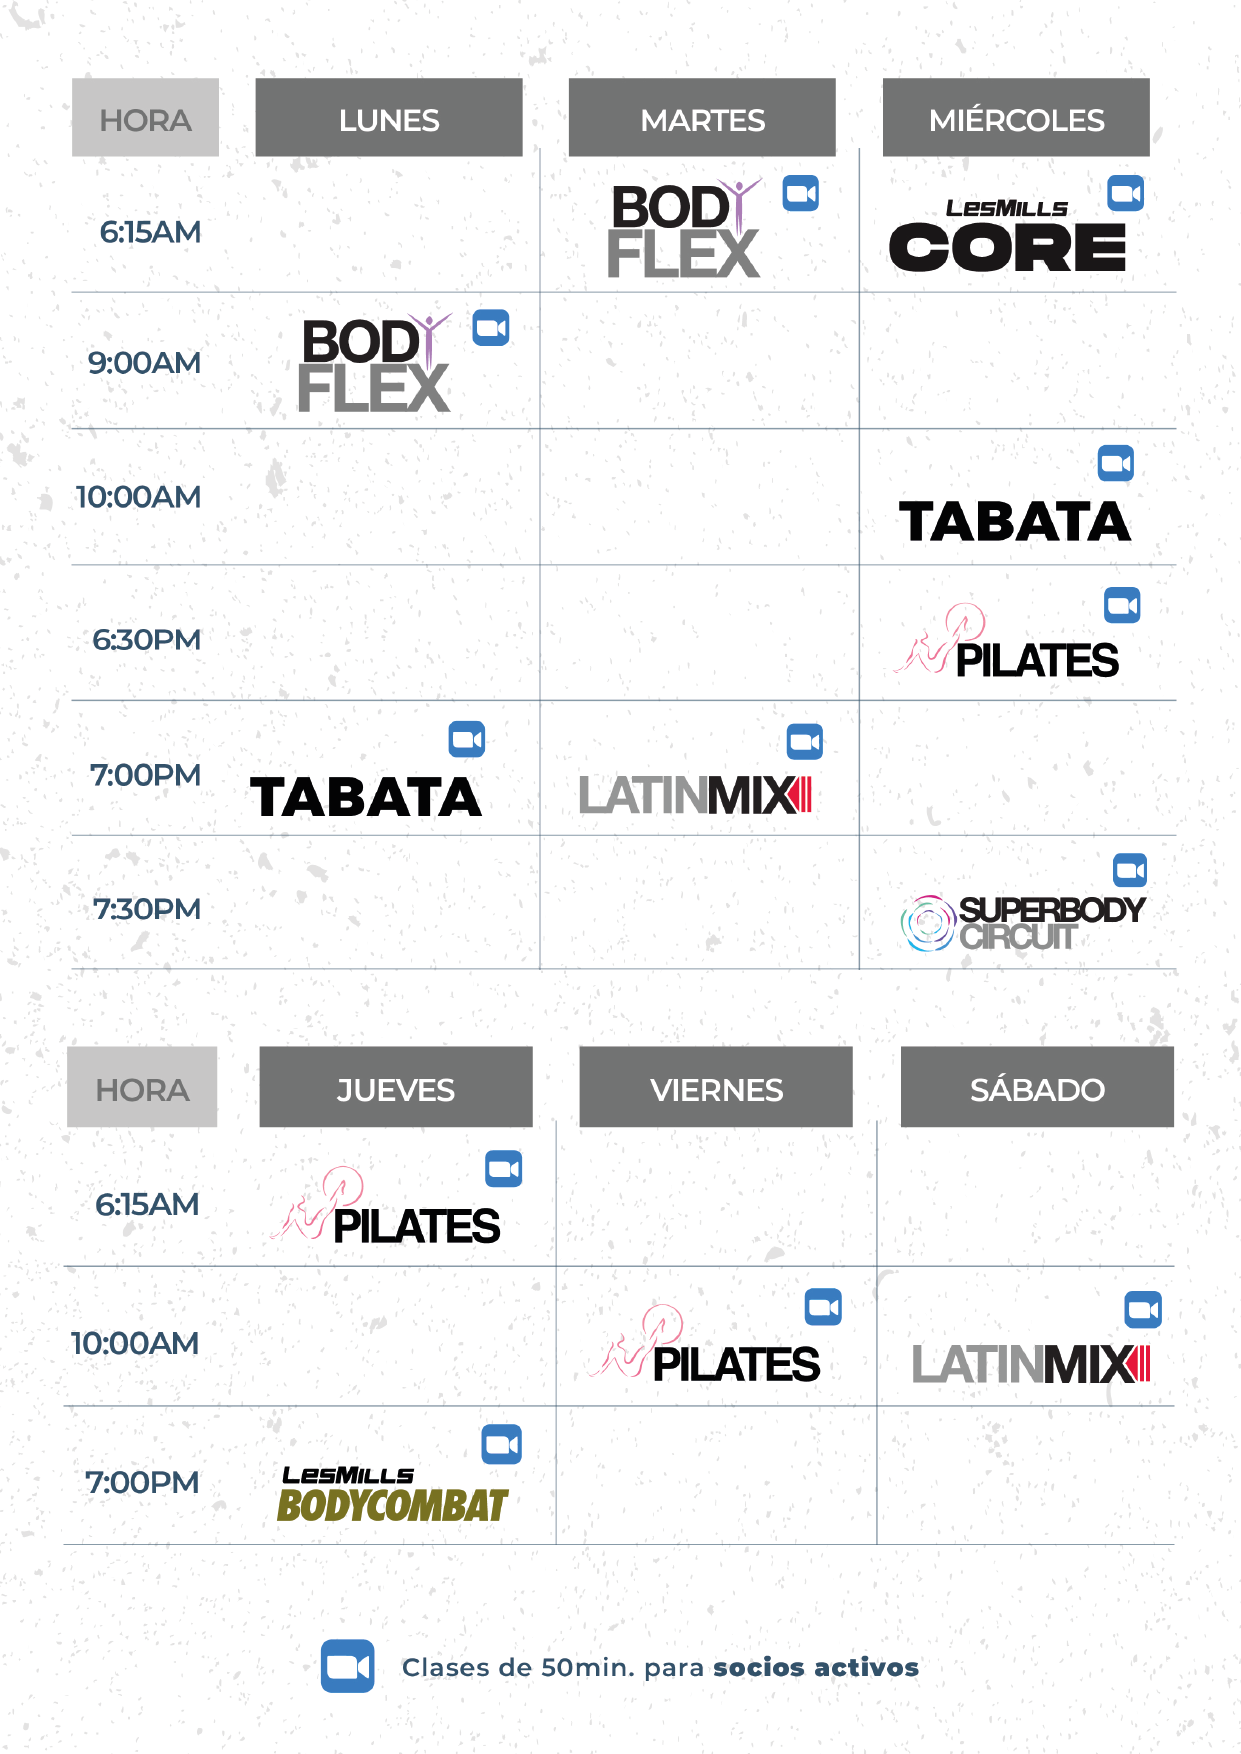 HORA LUNES MARTES MIÉRCOLES
6:15AM BODY FLEX LESMILLS CORE
9:00AM BODY FLEX
10:00AM TABATA
6:30PM PILATES
7:00PM TABATA LATINMIX
7:30PM SUPERBODY CIRCUIT
HORA JUEVES VIERNES SÁBADO
6:15AM PILATES
10:00AM PILATES LATINMIX
7:00PM LESMILLS BODYCOMBAT
Clases de 50min. para socios activos